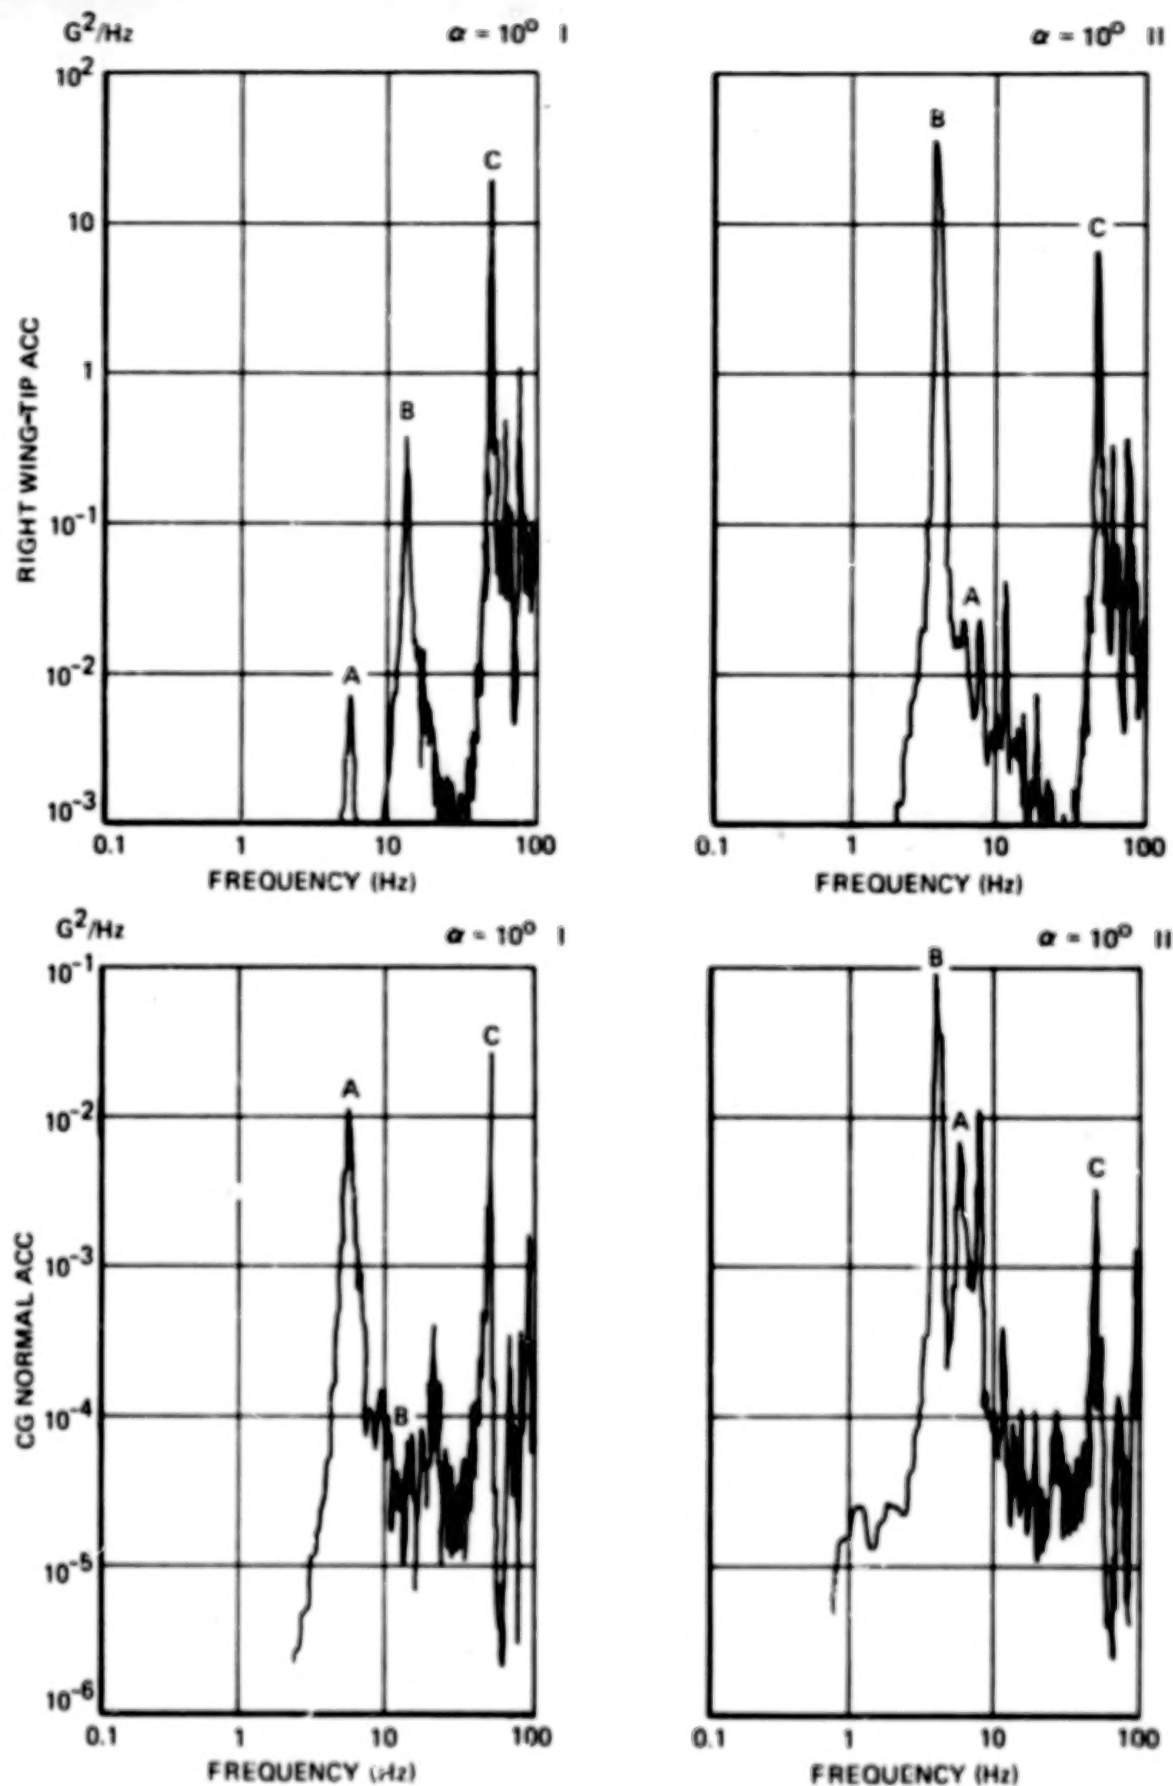 G²/Hz α = 10° I
α = 10° II
10²
10
1
10⁻¹
10⁻²
10⁻³
RIGHT WING-TIP ACC
A
B
C
B
A
C
0.1 1 10 100
0.1 1 10 100
FREQUENCY (Hz)
FREQUENCY (Hz)
G²/Hz α = 10° I
α = 10° II
10⁻¹
10⁻²
10⁻³
10⁻⁴
10⁻⁵
10⁻⁶
CG NORMAL ACC
A
B
C
B
A
C
0.1 1 10 100
0.1 1 10 100
FREQUENCY (Hz)
FREQUENCY (Hz)